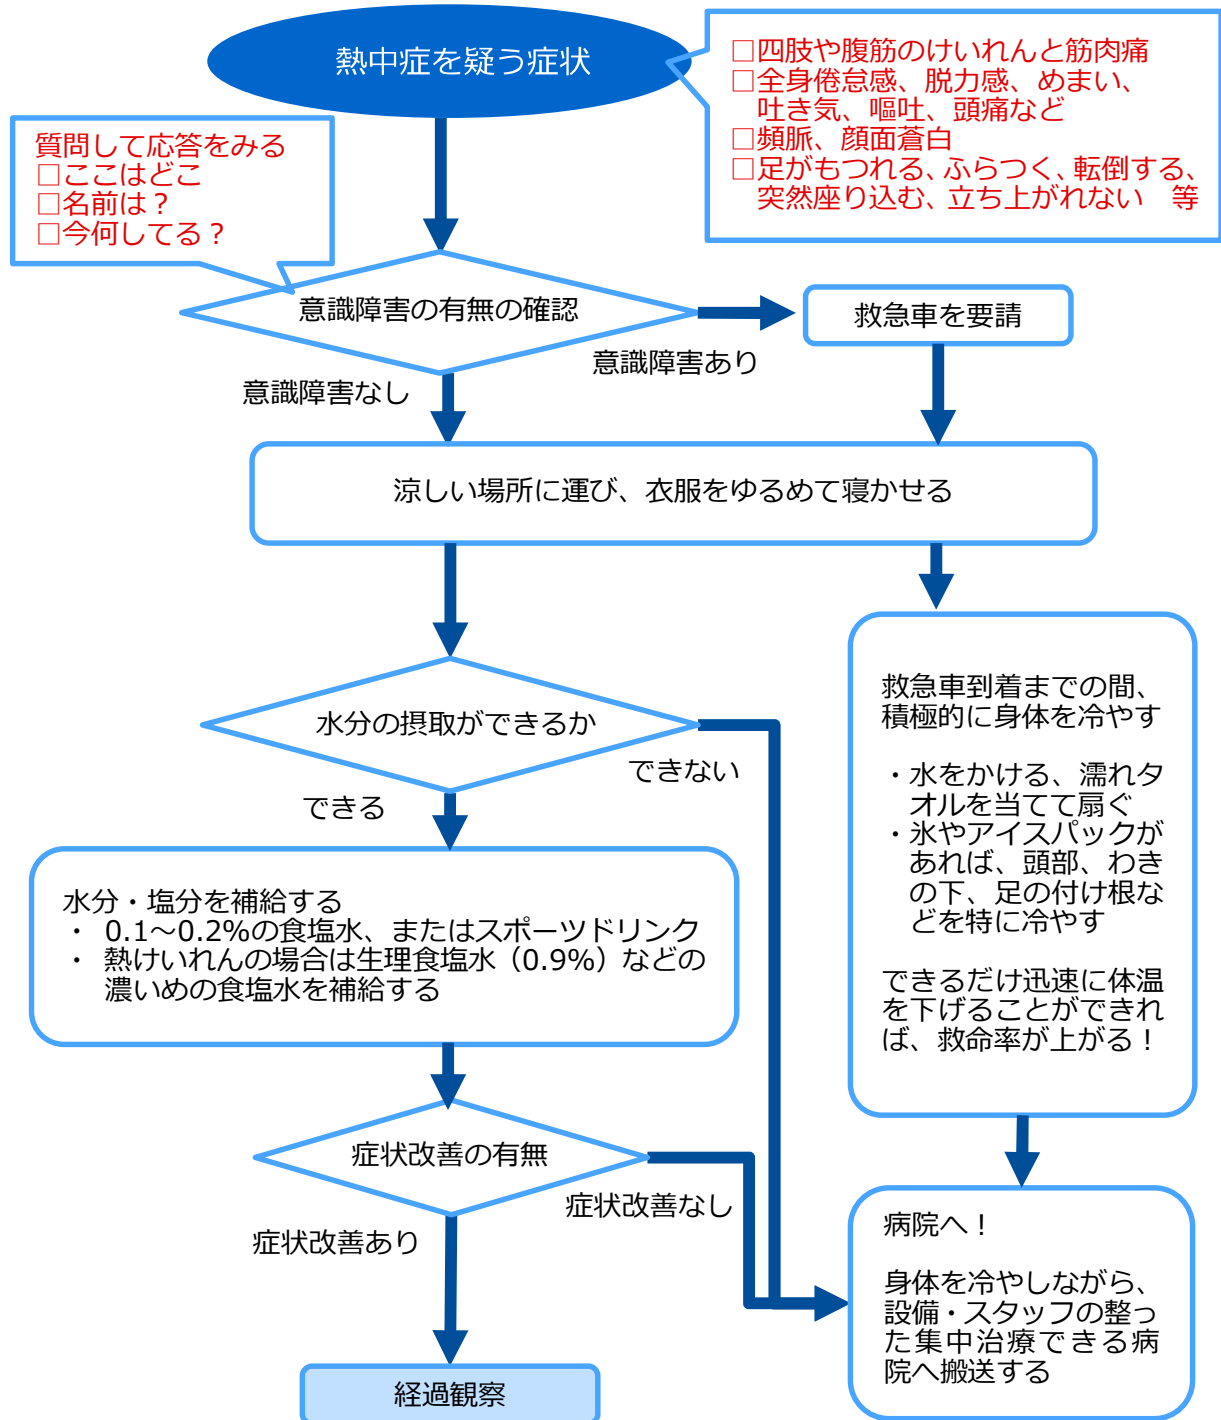 熱中症を疑う症状
□四肢や腹筋のけいれんと筋肉痛
□全身倦怠感、脱力感、めまい、
吐き気、嘔吐、頭痛など
□頻脈、顔面蒼白
□足がもつれる、ふらつく、転倒する、
突然座り込む、立ち上がれない　等
質問して応答をみる
□ここはどこ
□名前は？
□今何してる？
意識障害の有無の確認
救急車を要請
意識障害あり
意識障害なし
涼しい場所に運び、衣服をゆるめて寝かせる
水分の摂取ができるか
できない
できる
救急車到着までの間、
積極的に身体を冷やす
・水をかける、濡れタ
オルを当てて扇ぐ
・氷やアイスパックが
あれば、頭部、わき
の下、足の付け根な
どを特に冷やす
できるだけ迅速に体温
を下げることができれ
ば、救命率が上がる！
水分・塩分を補給する
・ 0.1～0.2%の食塩水、またはスポーツドリンク
・ 熱けいれんの場合は生理食塩水（0.9%）などの
濃いめの食塩水を補給する
症状改善の有無
症状改善なし
症状改善あり
病院へ！
身体を冷やしながら、
設備・スタッフの整っ
た集中治療できる病
院へ搬送する
経過観察